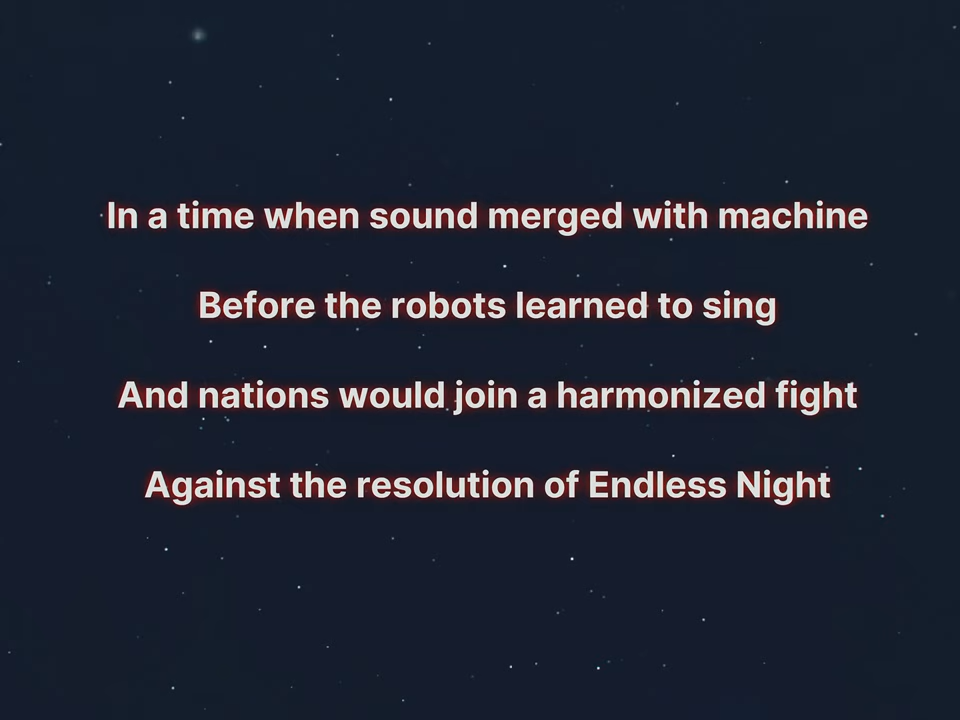 In a time when sound merged with machine
Before the robots learned to sing
And nations would join a harmonized fight
Against the resolution of Endless Night